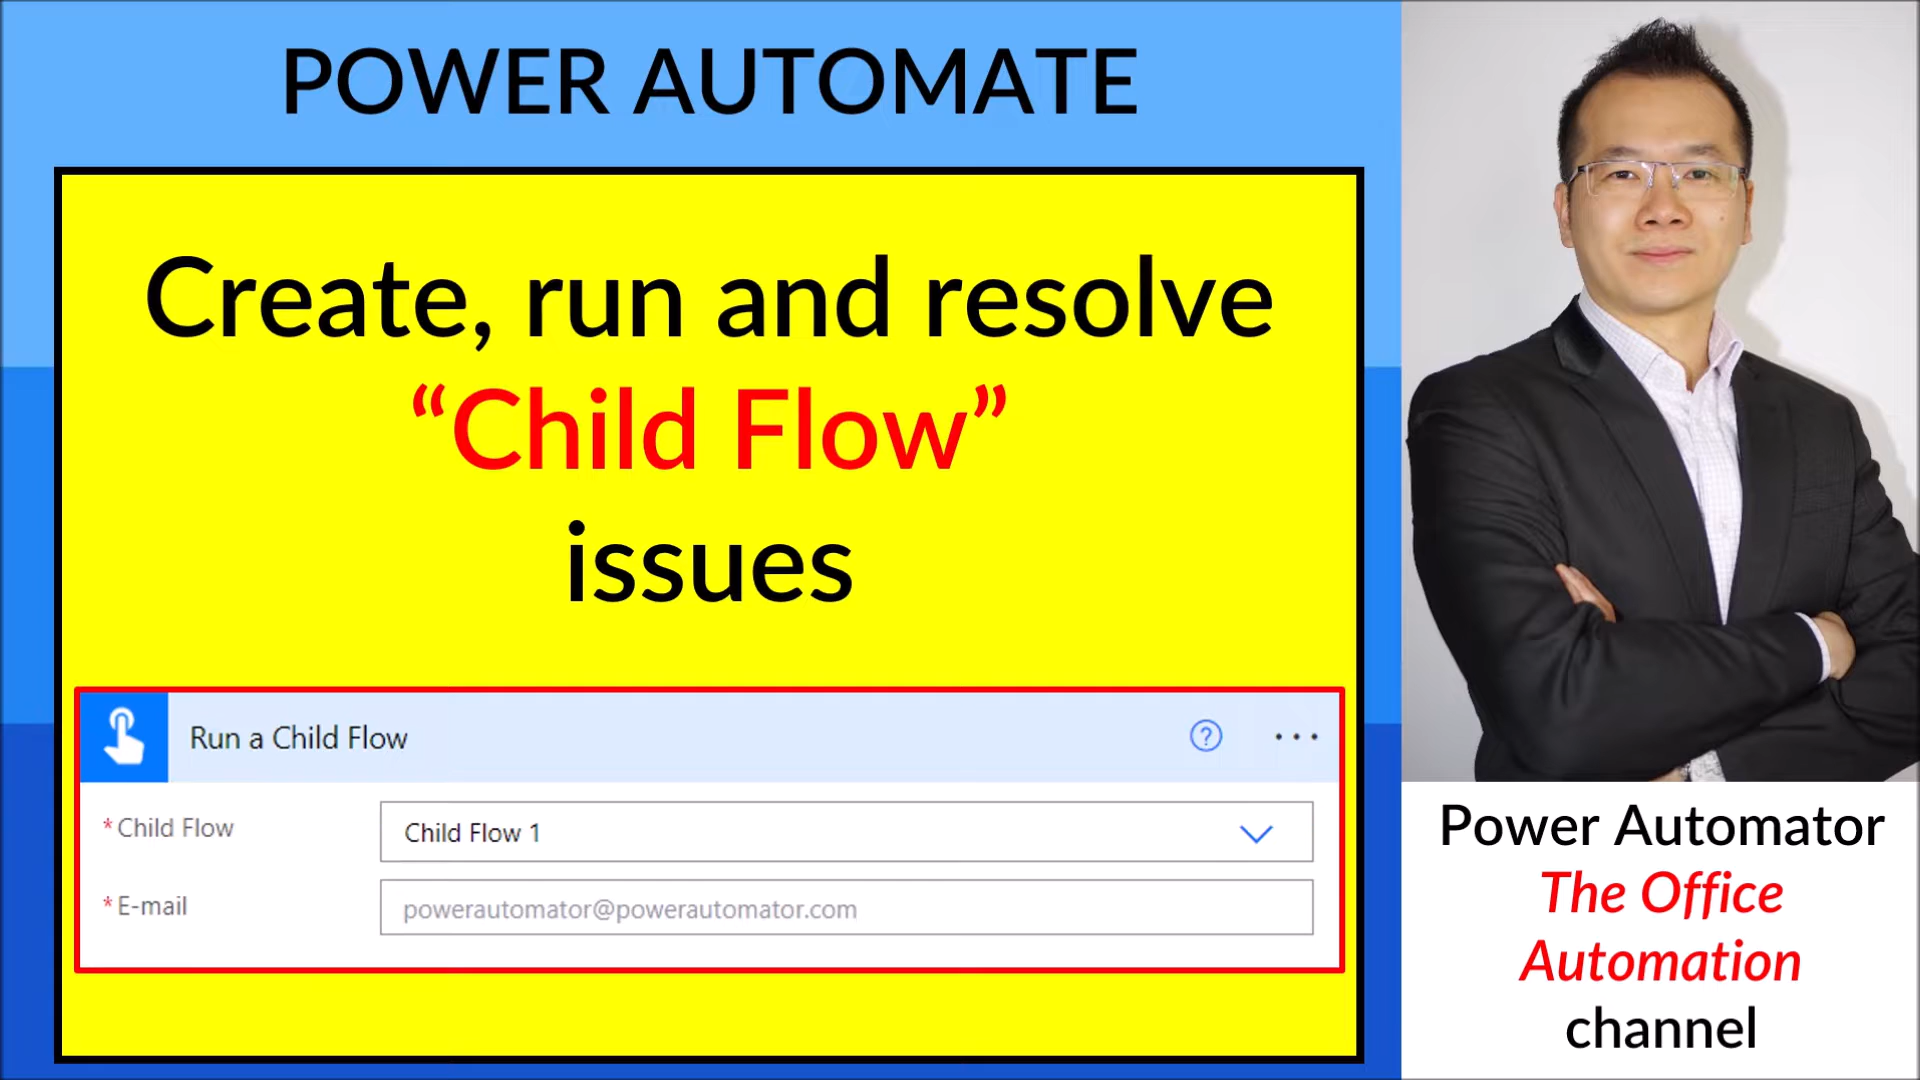 POWER AUTOMATE
Create, run and resolve
“Child Flow”
issues
Run a Child Flow
?
...
*Child Flow
Child Flow 1
*E-mail
powerautomator@powerautomator.com
Power Automator
The Office
Automation
channel